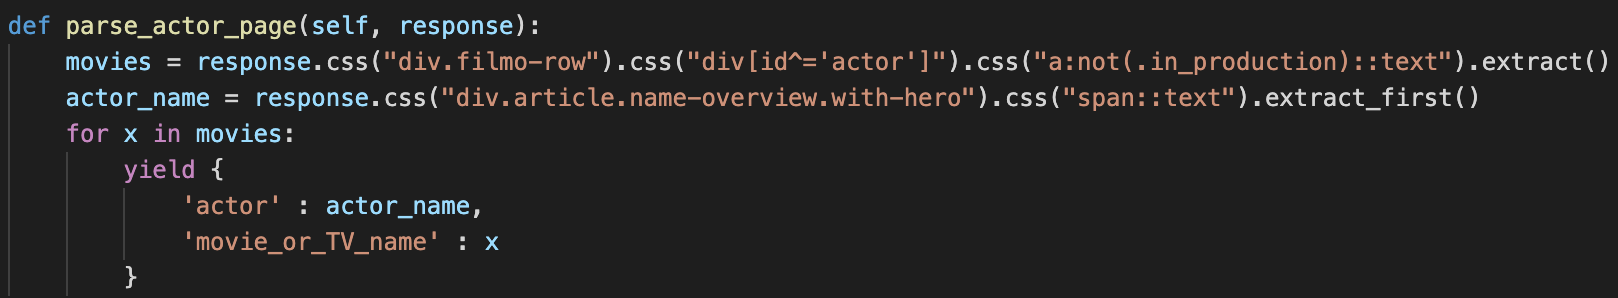 def parse_actor_page(self, response):
    movies = response.css("div.filmo-row").css("div[id^='actor']").css("a:not(.in_production)::text").extract()
    actor_name = response.css("div.article.name-overview.with-hero").css("span::text").extract_first()
    for x in movies:
        yield {
            'actor' : actor_name,
            'movie_or_TV_name' : x
        }